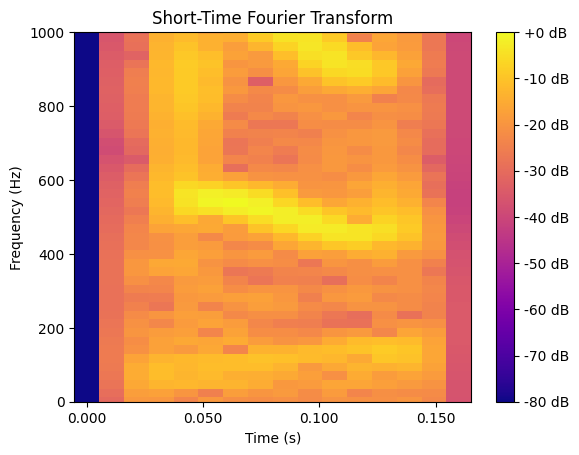 Short-Time Fourier Transform
1000
800
600
400
200
0
Frequency (Hz)
0.000
0.050
0.100
0.150
Time (s)
+0 dB
-10 dB
-20 dB
-30 dB
-40 dB
-50 dB
-60 dB
-70 dB
-80 dB